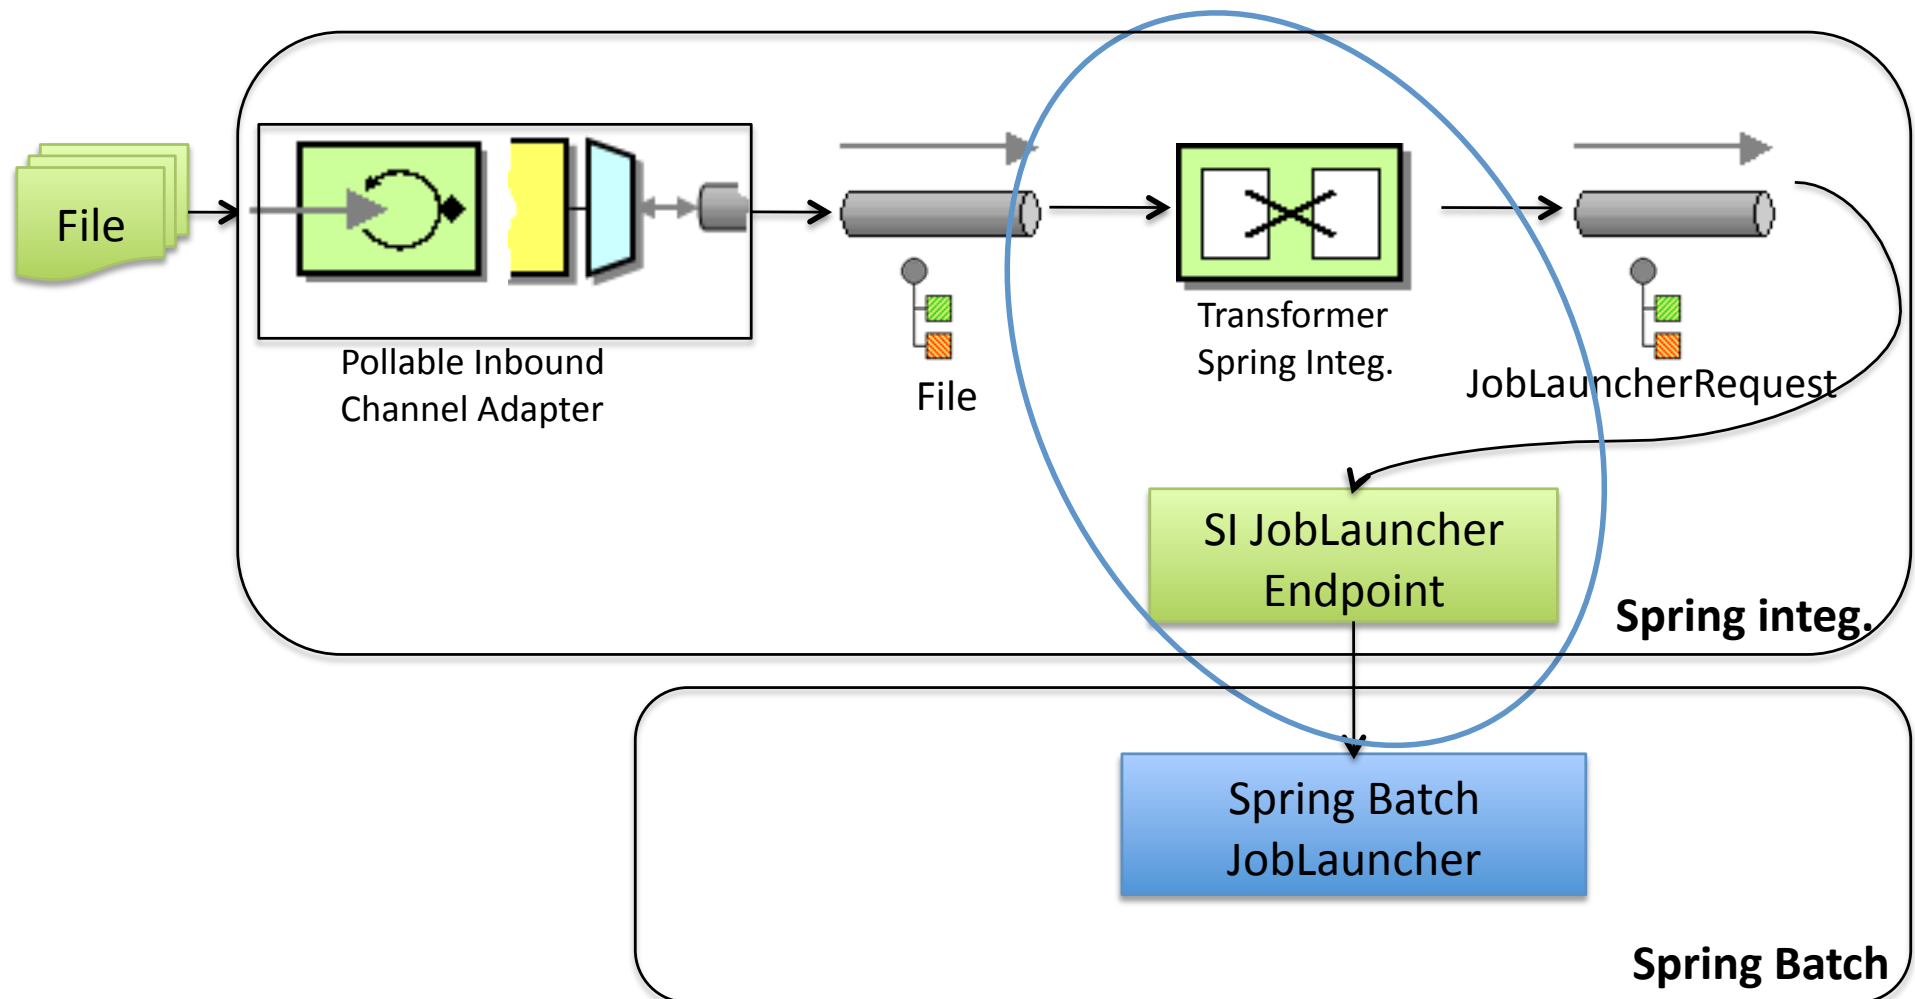 File
Pollable Inbound
Channel Adapter
File
Transformer
Spring Integ.
JobLauncherRequest
SI JobLauncher
Endpoint
Spring integ.
Spring Batch
JobLauncher
Spring Batch